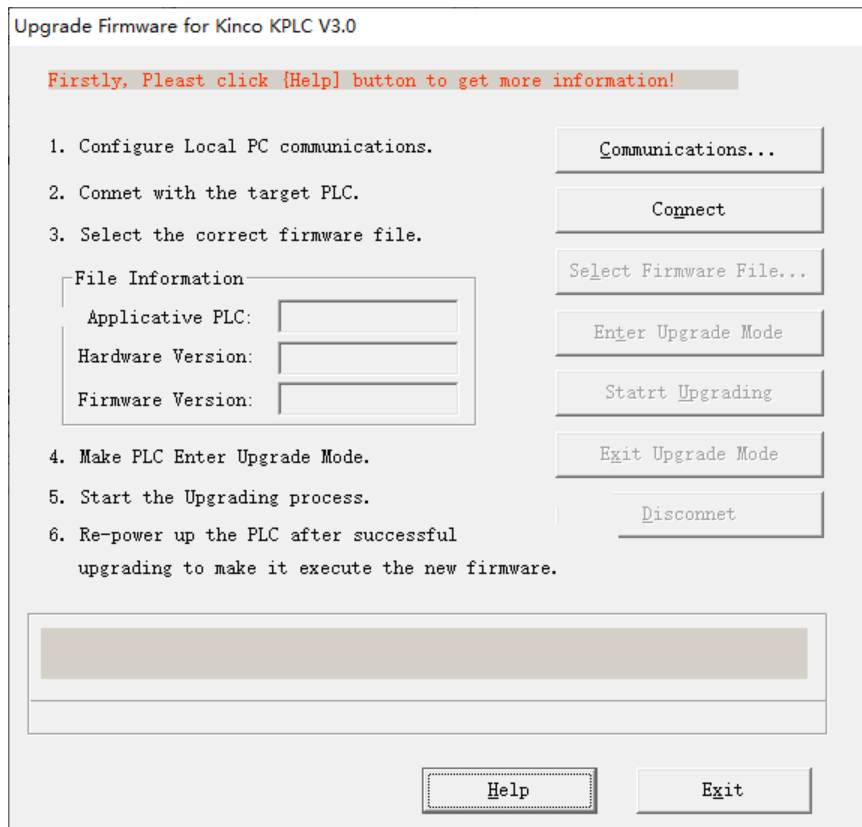 Upgrade Firmware for Kinco KPLC V3.0
Firstly, Pleast click {Help] button to get more information!
1. Configure Local PC communications.
Communications...
2. Connet with the target PLC.
Connect
3. Select the correct firmware file.
Select Firmware File...
File Information
Applicative PLC:
Enter Upgrade Mode
Hardware Version:
Statrt Upgrading
Firmware Version:
4. Make PLC Enter Upgrade Mode.
Exit Upgrade Mode
5. Start the Upgrading process.
Disconnet
6. Re-power up the PLC after successful
upgrading to make it execute the new firmware.
Help
Exit